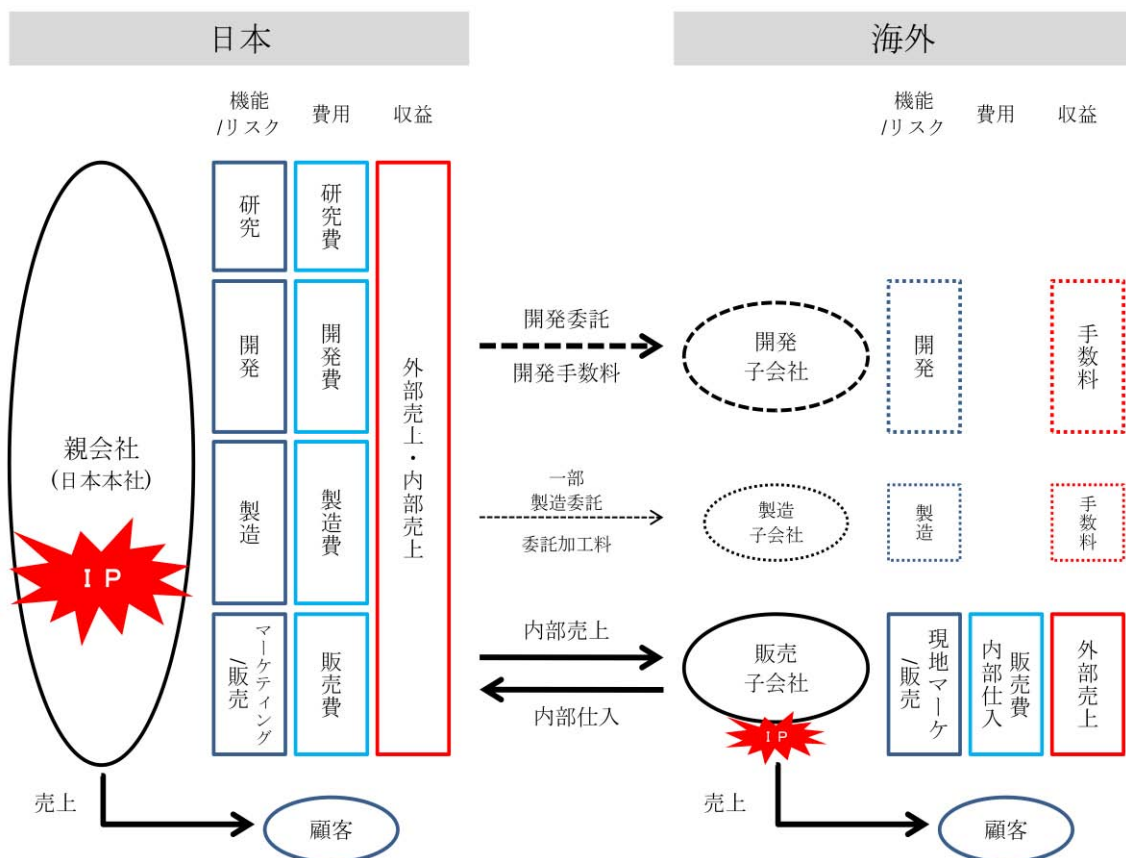 日本
海外
機能
/リスク
費用
収益
機能
/リスク
費用
収益
親会社
(日本本社)
IP
研究
研究費
開発
開発費
製造
製造費
マーケティング
/販売
販売費
外部売上・内部売上
開発委託
開発手数料
開発
子会社
開発
手数料
一部
製造委託
委託加工料
製造
子会社
製造
手数料
内部売上
内部仕入
販売
子会社
IP
現地マーケ
/販売
販売費
内部仕入
外部売上
売上
顧客
売上
顧客